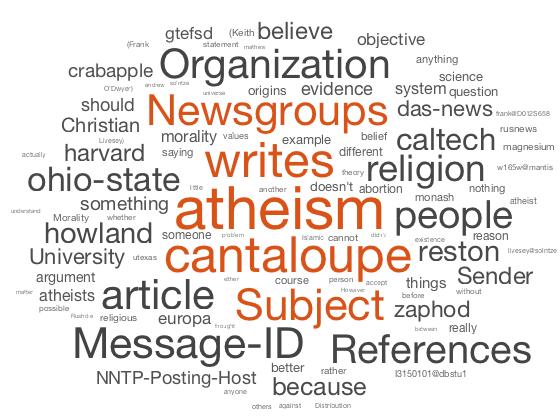 gtefsd (Keith believe
(Frank statement mathew objective
crabapple Organization anything
O'Dwyer) andrew solntze science
universe origins evidence system question
should Newsgroups das-news frank@D012S658
Christian morality values example belief caltech rusnews
Livesey) magnesium
actually harvard saying writes different religion
theory w165w@mantis
ohio-state little another doesn't abortion nothing
something atheism monash atheist
understand Morality whether people
howland someone problem islamic cannot didn't reason
existence
University utexas cantaloupe reston livesey@solntze
argument either course person accept things Sender
matter atheists article However before without
possible Subject zaphod
Rushdie religious europa
thought between really
Message-ID References
better rather I3150101@dbstu1
NNTP-Posting-Host because
anyone
others against Distribution